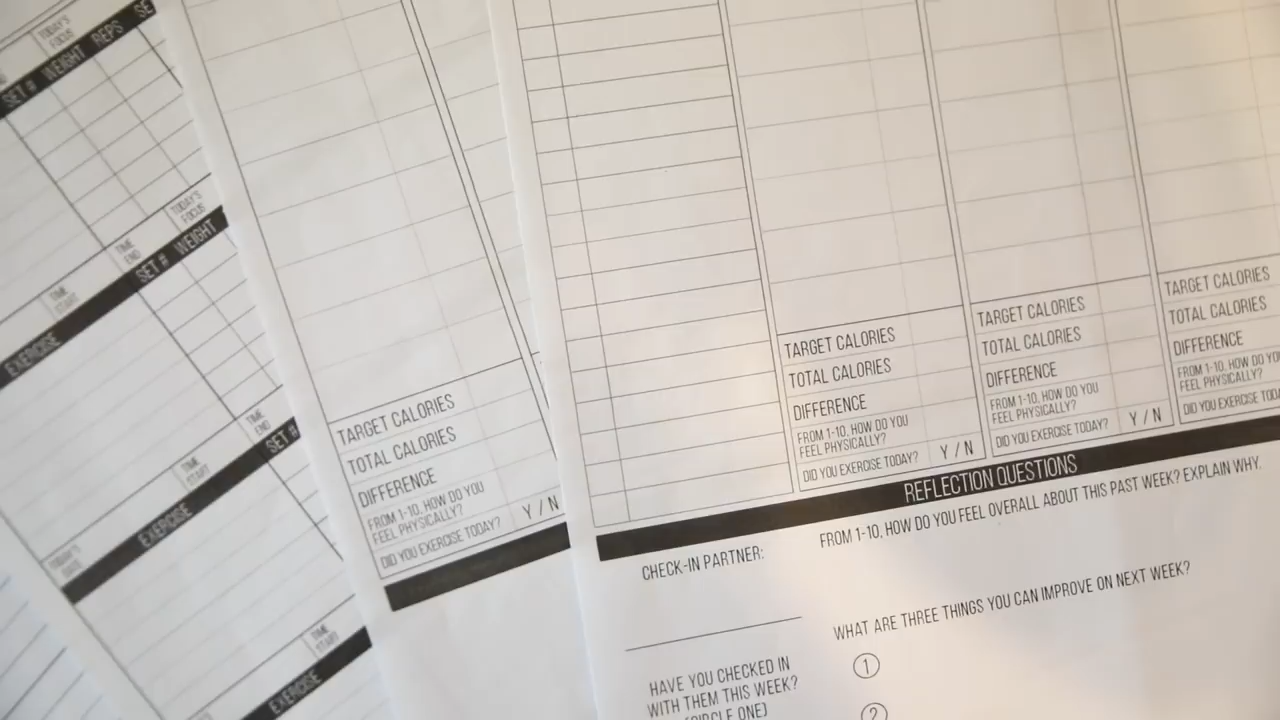 TODAY'S
FOCUS
SET # WEIGHT REPS SE
TODAY'S
FOCUS
TIME
END
SET # WEIGHT
TIME
START
EXERCISE
TIME
END
SET #
TIME
START
EXERCISE
TODAY'S
DATE
TIME
START
EXERCISE
TARGET CALORIES
TOTAL CALORIES
DIFFERENCE
FROM 1-10, HOW DO YOU
FEEL PHYSICALLY?
DID YOU EXERCISE TODAY? Y / N
TARGET CALORIES
TOTAL CALORIES
DIFFERENCE
FROM 1-10, HOW DO YOU
FEEL PHYSICALLY?
DID YOU EXERCISE TODAY? Y / N
TARGET CALORIES
TOTAL CALORIES
DIFFERENCE
FROM 1-10, HOW DO YOU
FEEL PHYSICALLY?
DID YOU EXERCISE TODAY? Y / N
TARGET CALORIES
TOTAL CALORIES
DIFFERENCE
FROM 1-10, HOW DO YO
FEEL PHYSICALLY?
DID YOU EXERCISE TODA
REFLECTION QUESTIONS
CHECK-IN PARTNER:
FROM 1-10, HOW DO YOU FEEL OVERALL ABOUT THIS PAST WEEK? EXPLAIN WHY.
WHAT ARE THREE THINGS YOU CAN IMPROVE ON NEXT WEEK?
1
2
HAVE YOU CHECKED IN
WITH THEM THIS WEEK?
(CIRCLE ONE)